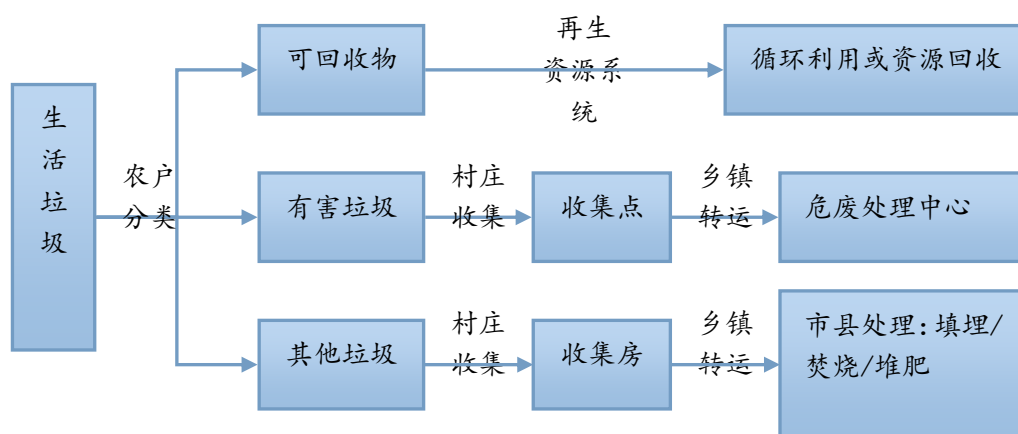 生
活
垃
圾
农户
分类
可回收物
再生
资源系
统
循环利用或资源回收
有害垃圾
村庄
收集
收集点
乡镇
转运
危废处理中心
其他垃圾
村庄
收集
收集房
乡镇
转运
市县处理：填埋/
焚烧/堆肥